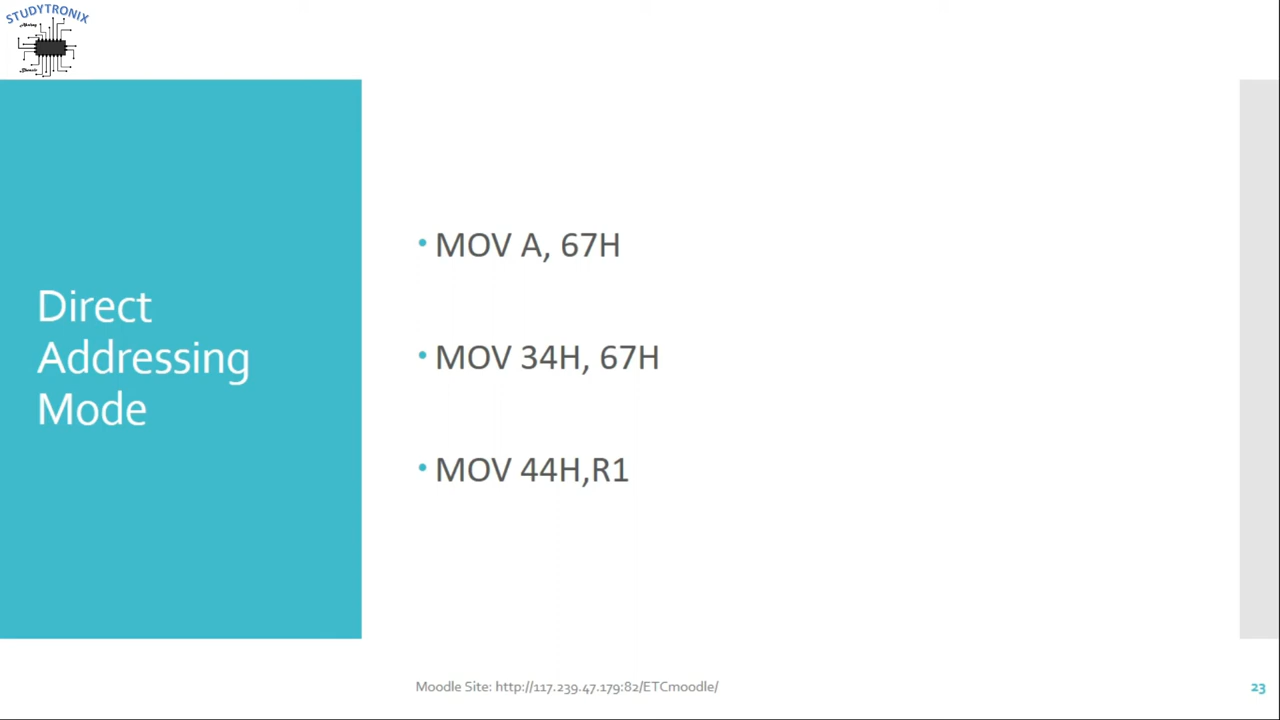 STUDYTRONIX
Direct
Addressing
Mode
• MOV A, 67H
• MOV 34H, 67H
• MOV 44H,R1
Moodle Site: http://117.239.47.179:82/ETCmoodle/
23